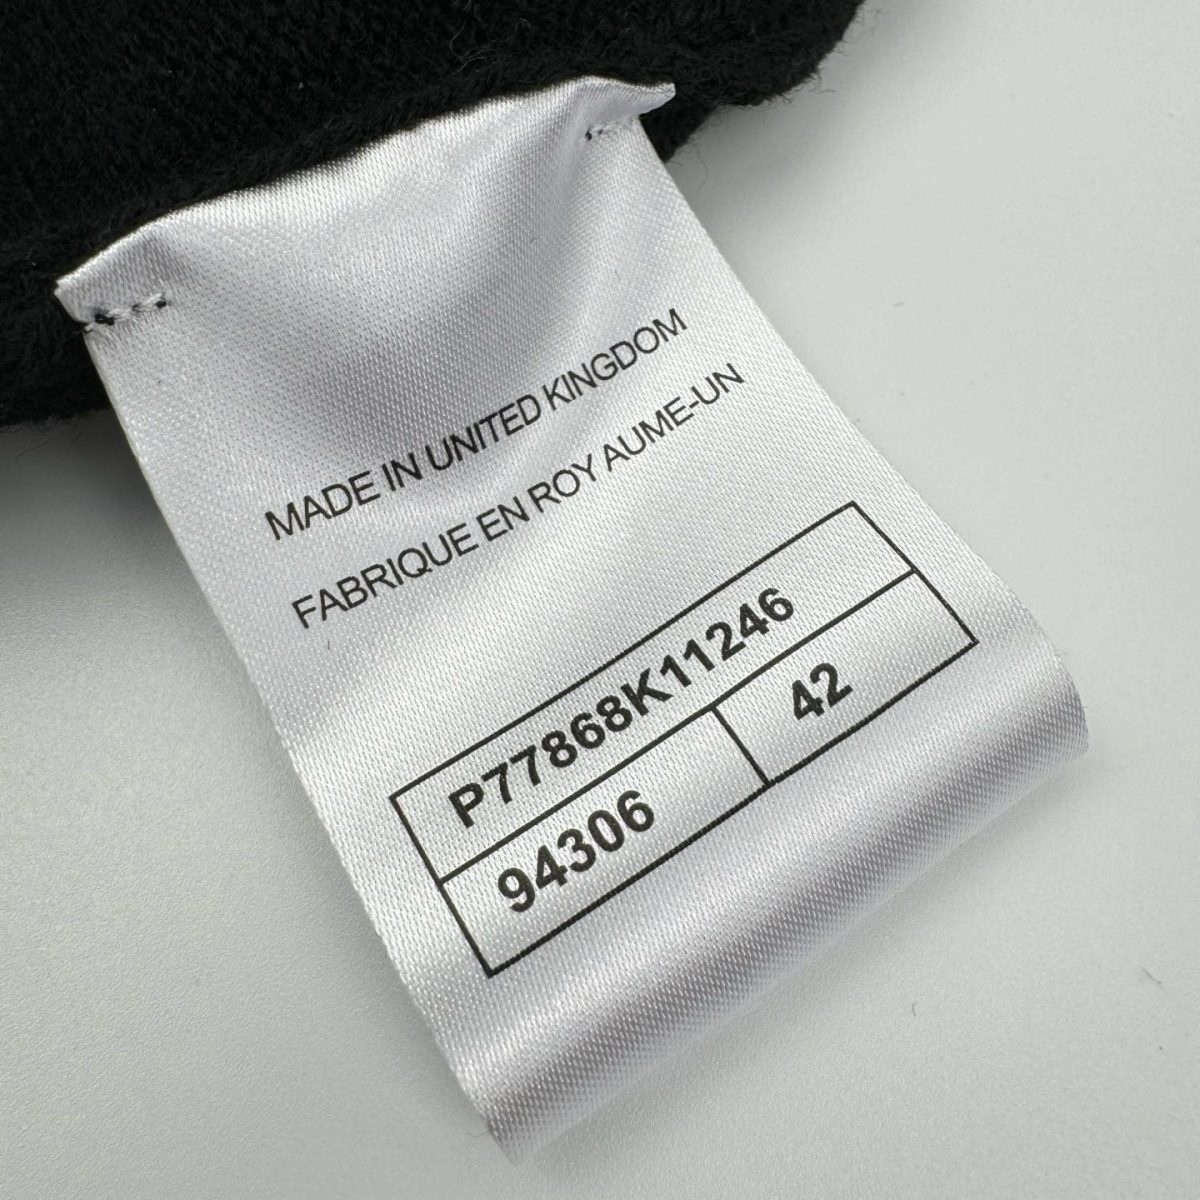 MADE IN UNITED KINGDOM
FABRIQUE EN ROY AUME-UN
P77868K11246
94306 42